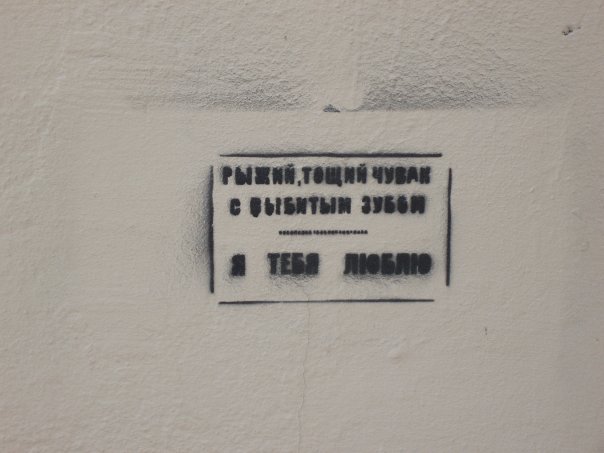 РЫЖИЙ, ТОЩИЙ ЧУВАК
С ВЫБИТЫМ ЗУБОМ
Я ТЕБЯ ЛЮБЛЮ